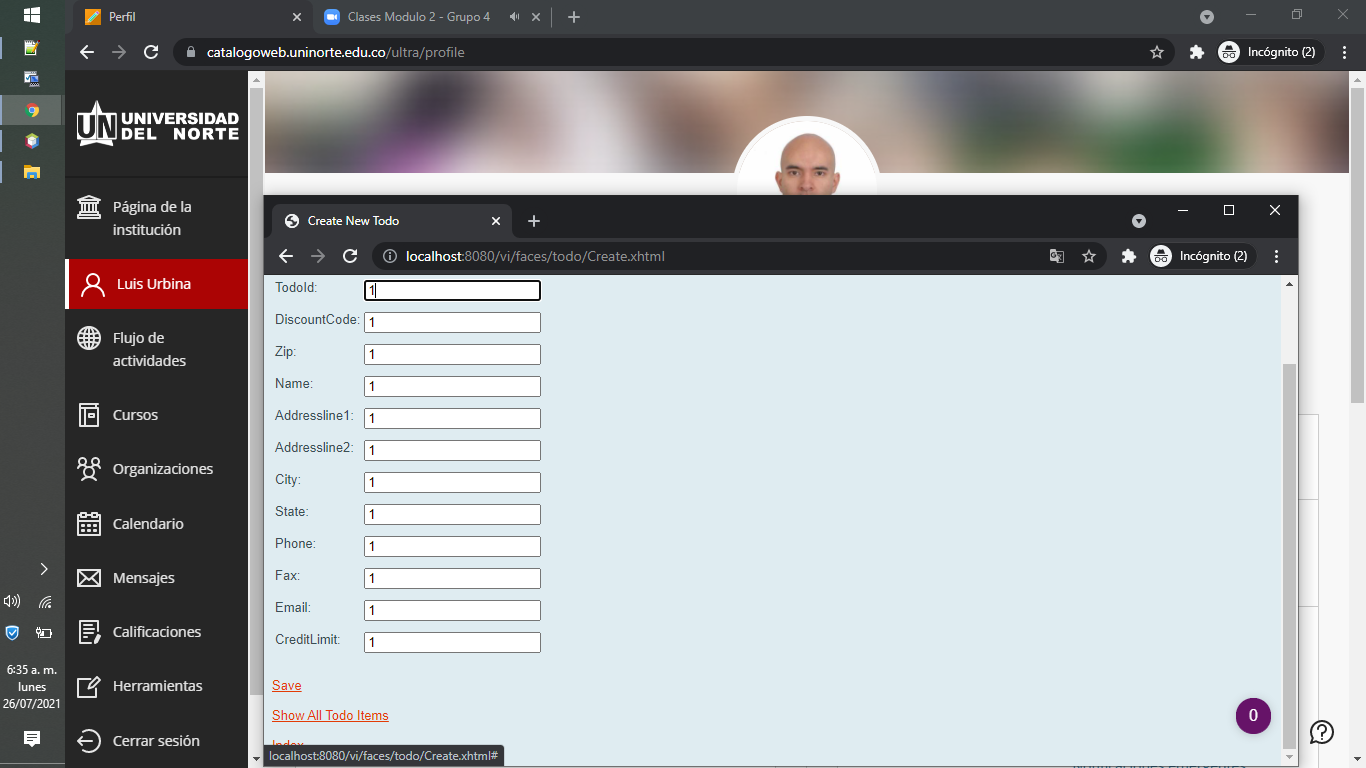 Perfil
Clases Modulo 2 - Grupo 4
catalogoweb.uninorte.edu.co/ultra/profile
Incógnito (2)
UN UNIVERSIDAD
DEL NORTE
Página de la
institución
Luis Urbina
Flujo de
actividades
Cursos
Organizaciones
Calendario
Mensajes
Calificaciones
Herramientas
Cerrar sesión
6:35 a. m.
lunes
26/07/2021
Create New Todo
localhost:8080/vi/faces/todo/Create.xhtml
Incógnito (2)
TodoId: 1
DiscountCode: 1
Zip: 1
Name: 1
Addressline1: 1
Addressline2: 1
City: 1
State: 1
Phone: 1
Fax: 1
Email: 1
CreditLimit: 1
Save
Show All Todo Items
Index
localhost:8080/vi/faces/todo/Create.xhtml#
0